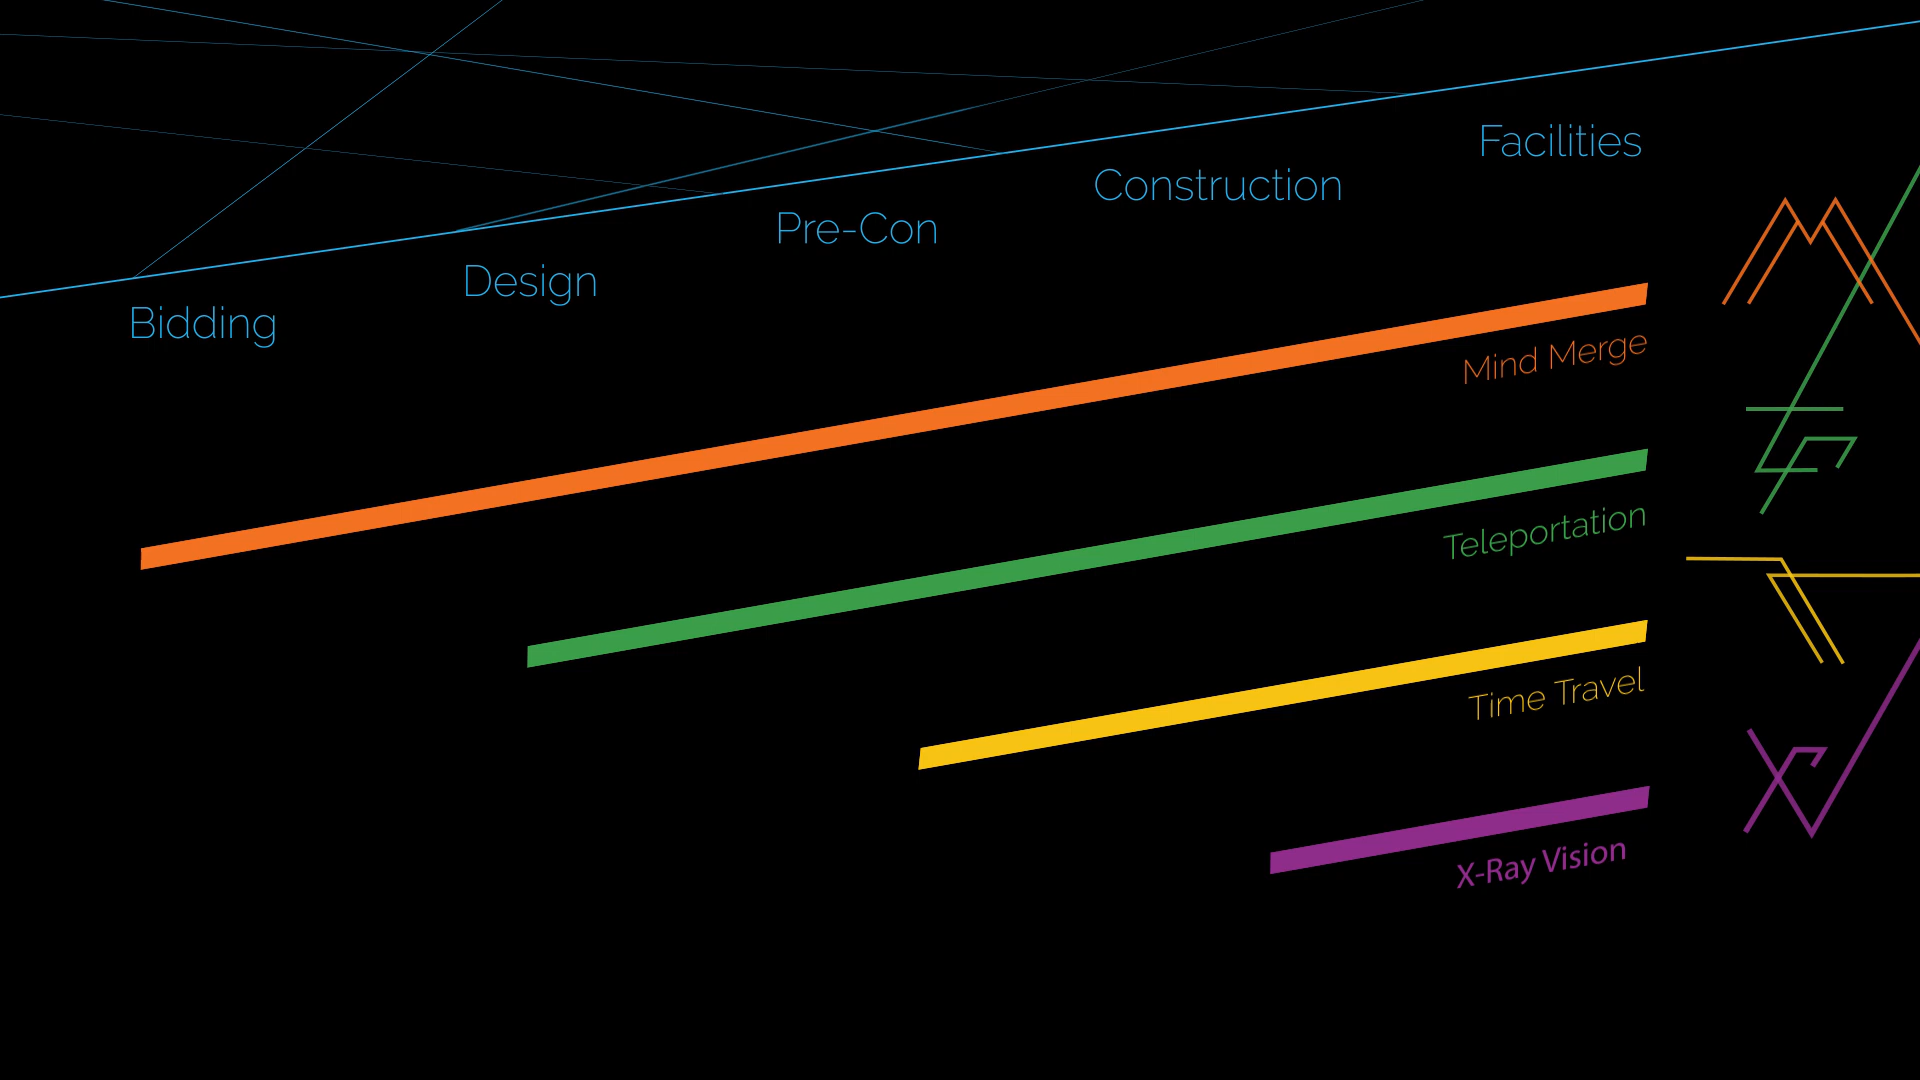 Facilities
Construction
Pre-Con
Design
Bidding
Mind Merge
Teleportation
Time Travel
X-Ray Vision